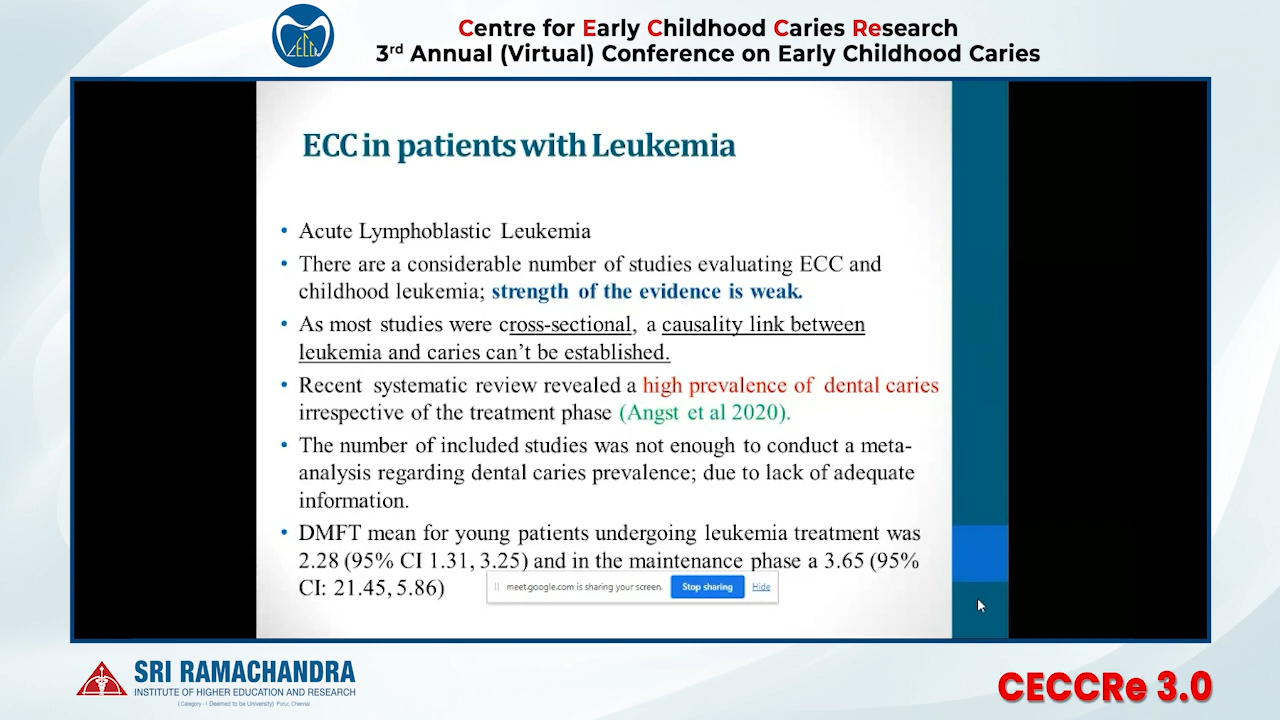 Centre for Early Childhood Caries Research
3rd Annual (Virtual) Conference on Early Childhood Caries
ECC in patients with Leukemia
• Acute Lymphoblastic Leukemia
• There are a considerable number of studies evaluating ECC and
childhood leukemia; strength of the evidence is weak.
• As most studies were cross-sectional, a causality link between
leukemia and caries can't be established.
• Recent systematic review revealed a high prevalence of dental caries
irrespective of the treatment phase (Angst et al 2020).
• The number of included studies was not enough to conduct a meta-
analysis regarding dental caries prevalence; due to lack of adequate
information.
• DMFT mean for young patients undergoing leukemia treatment was
2.28 (95% CI 1.31, 3.25) and in the maintenance phase a 3.65 (95%
CI: 21.45, 5.86)
meet.google.com is sharing your screen. Stop sharing Hide
SRI RAMACHANDRA
INSTITUTE OF HIGHER EDUCATION AND RESEARCH
(Category - I Deemed to be University) Porur, Chennai
CECCRe 3.0